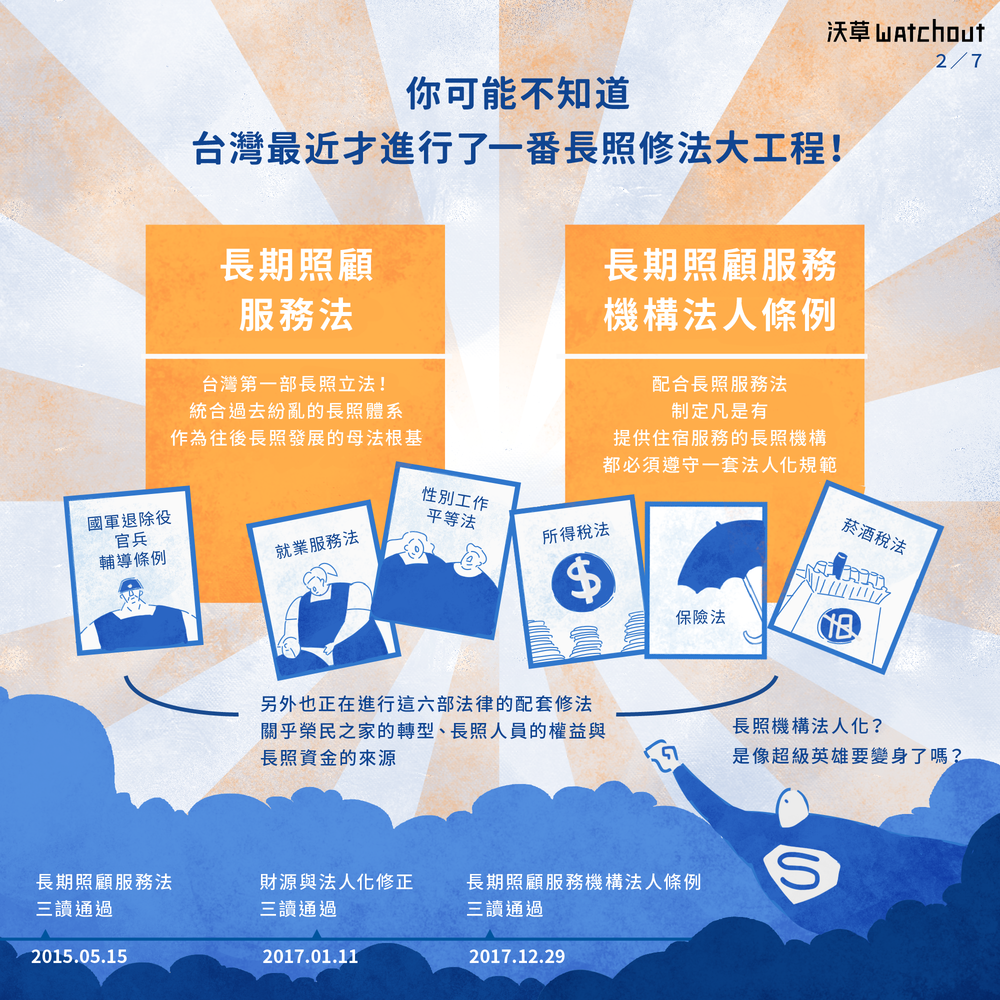 沃草 watchout
2／7
你可能不知道
台灣最近才進行了一番長照修法大工程！
長期照顧
服務法
台灣第一部長照立法！
統合過去紛亂的長照體系
作為往後長照發展的母法根基
長期照顧服務
機構法人條例
配合長照服務法
制定凡是有
提供住宿服務的長照機構
都必須遵守一套法人化規範
國軍退除役
官兵
輔導條例
就業服務法
性別工作
平等法
所得稅法
$
保險法
菸酒稅法
另外也正在進行這六部法律的配套修法
關乎榮民之家的轉型、長照人員的權益與
長照資金的來源
長照機構法人化？
是像超級英雄要變身了嗎？
S
長期照顧服務法
三讀通過
2015.05.15
財源與法人化修正
三讀通過
2017.01.11
長期照顧服務機構法人條例
三讀通過
2017.12.29